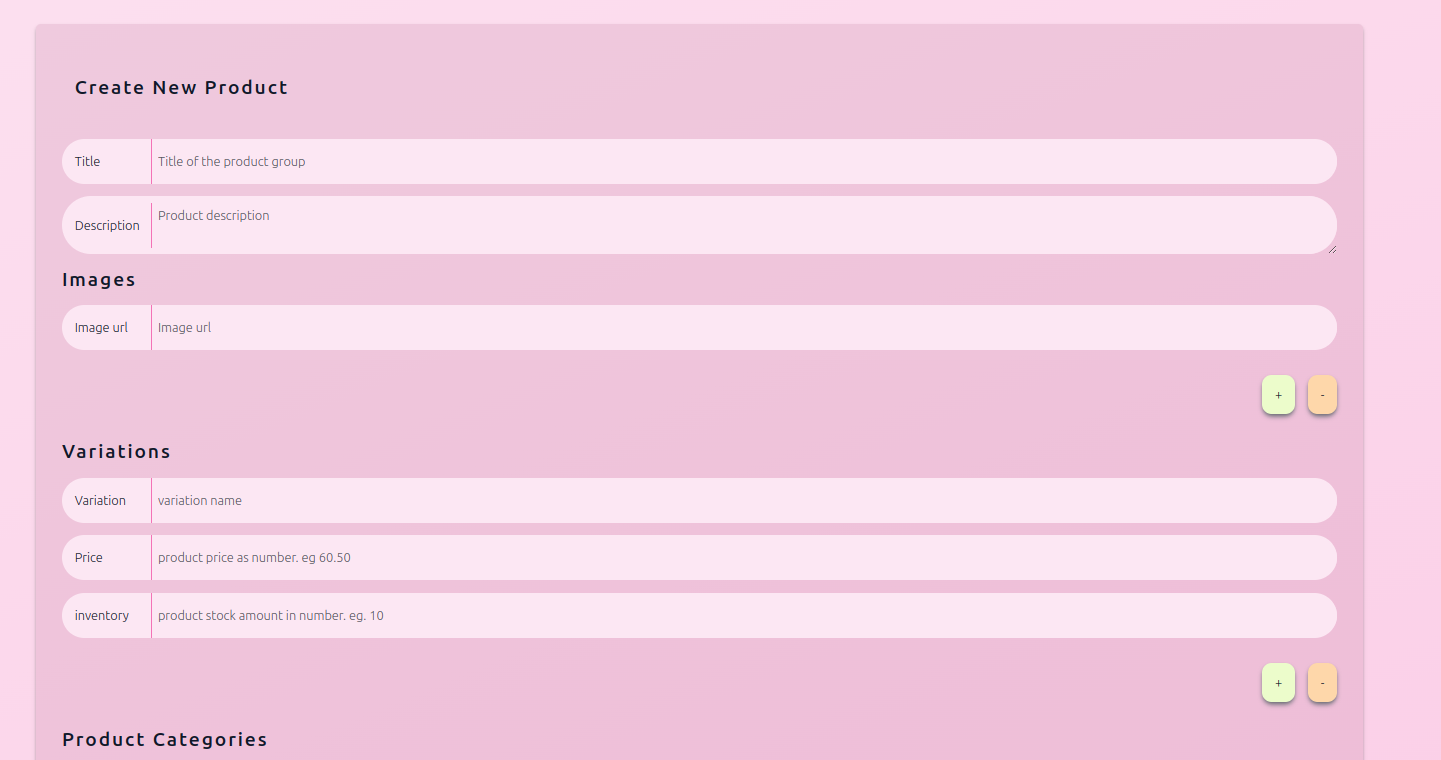 Create New Product
Title Title of the product group
Description Product description
Images
Image url Image url
+ -
Variations
Variation variation name
Price product price as number. eg 60.50
inventory product stock amount in number. eg. 10
+ -
Product Categories